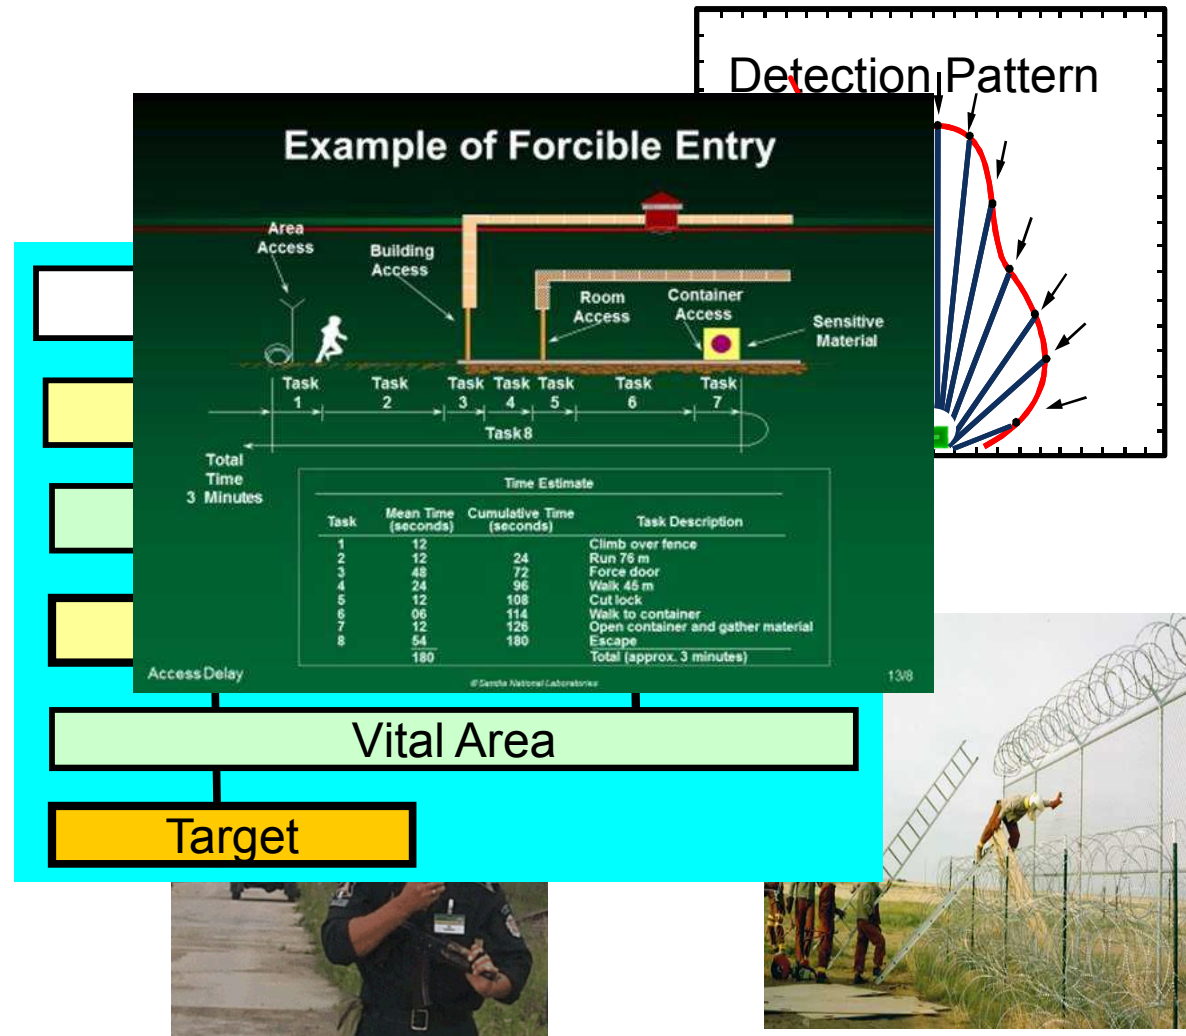 Detection Pattern
Example of Forcible Entry
Area
Access
Building
Access
Room
Access
Container
Access
Sensitive
Material
Task Task Task Task Task Task Task
1 2 3 4 5 6 7
Task 8
Total
Time
3 Minutes
Time Estimate
Task Mean Time (seconds) Cumulative Time (seconds) Task Description
1 12 Climb over fence
2 12 24 Run 76 m
3 48 72 Force door
4 24 96 Walk 45 m
5 12 108 Cut lock
6 06 114 Walk to container
7 12 126 Open container and gather material
8 54 180 Escape
180 Total (approx. 3 minutes)
Access Delay
© Sandia National Laboratories
13/8
Vital Area
Target